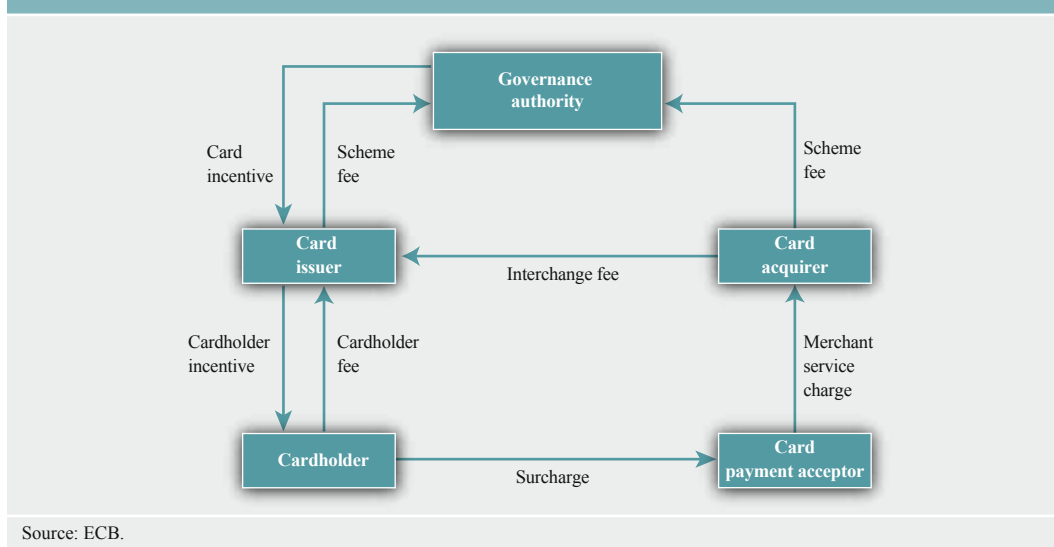 Governance
authority
Card
incentive
Scheme
fee
Scheme
fee
Card
issuer
Interchange fee
Card
acquirer
Cardholder
incentive
Cardholder
fee
Merchant
service
charge
Cardholder
Surcharge
Card
payment acceptor
Source: ECB.